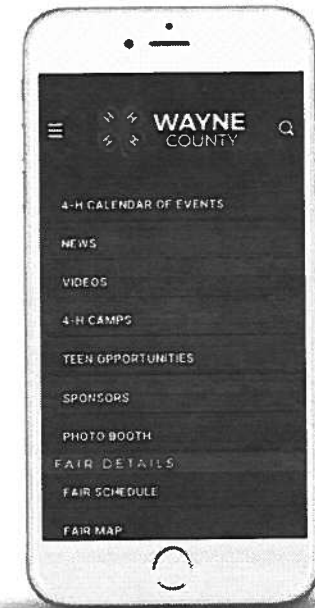 WAYNE
COUNTY
4-H CALENDAR OF EVENTS
NEWS
VIDEOS
4-H CAMPS
TEEN OPPORTUNITIES
SPONSORS
PHOTO BOOTH
FAIR DETAILS
FAIR SCHEDULE
FAIR MAP